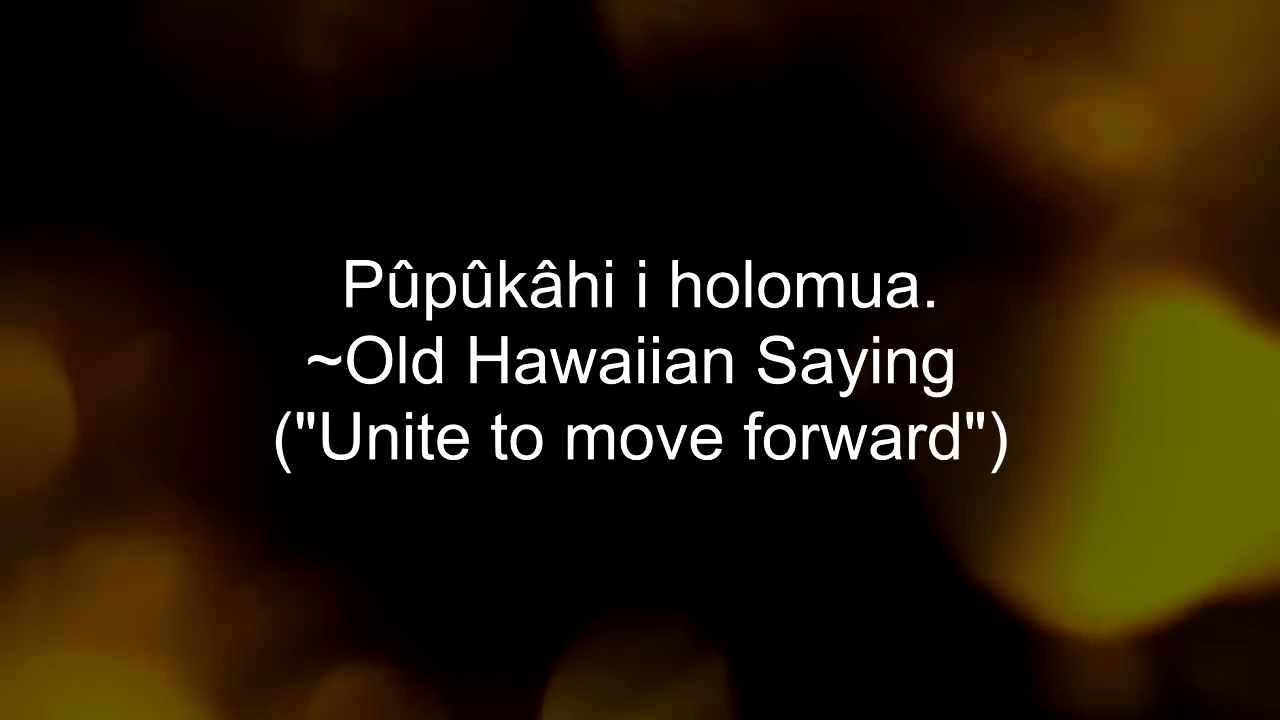 Pûpûkâhi i holomua.
~Old Hawaiian Saying
("Unite to move forward")